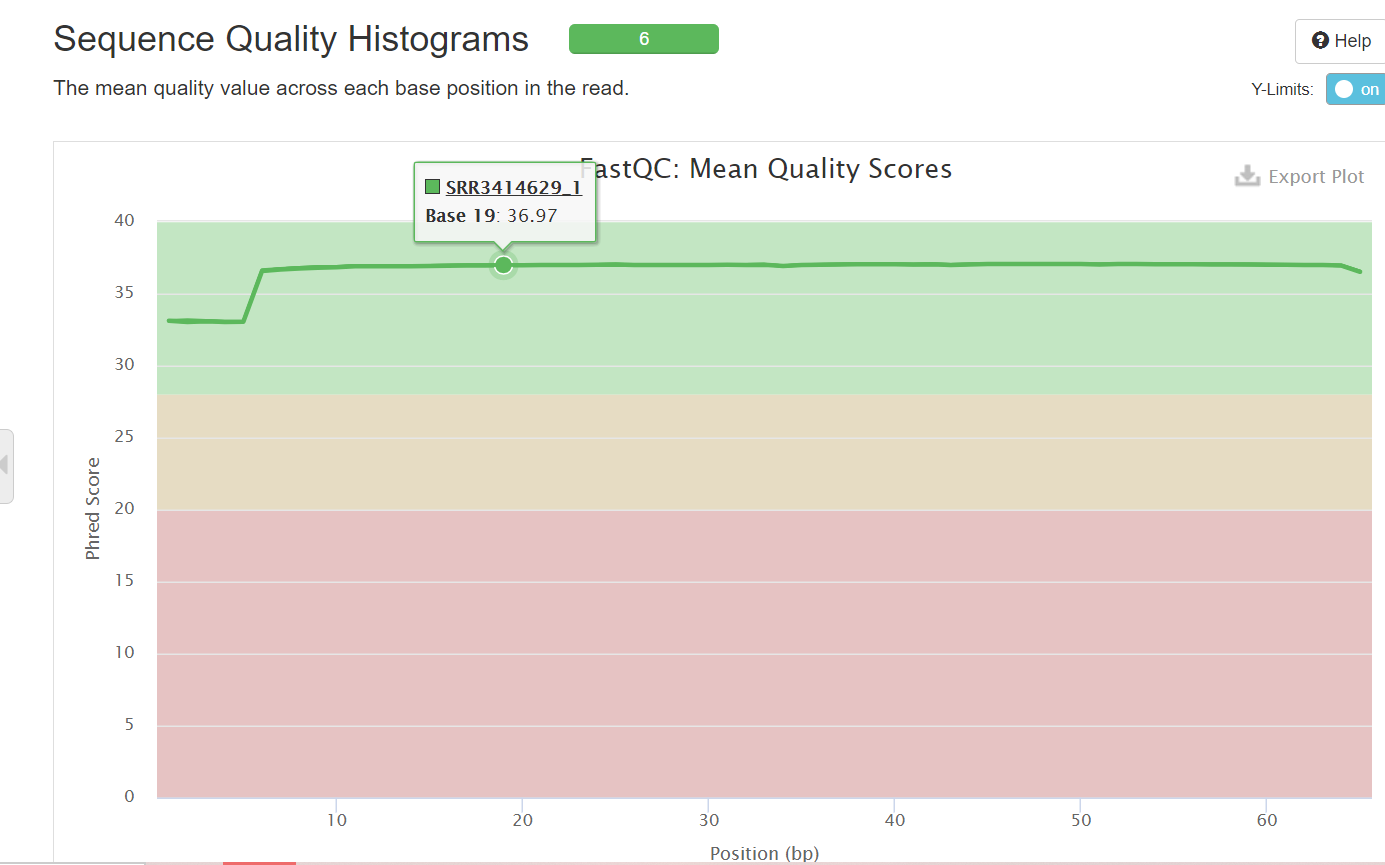 Sequence Quality Histograms
6
Help
The mean quality value across each base position in the read.
Y-Limits:
on
FastQC: Mean Quality Scores
Export Plot
SRR3414629_1
Base 19: 36.97
Phred Score
40
35
30
25
20
15
10
5
0
10
20
30
40
50
60
Position (bp)